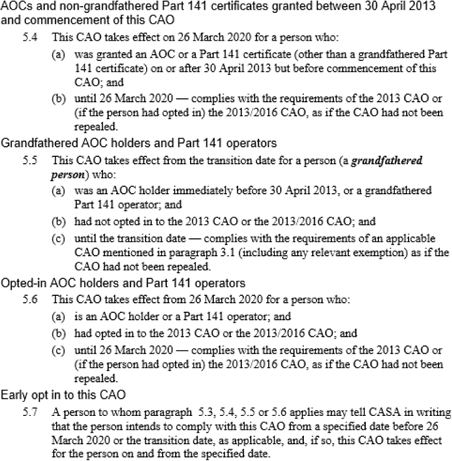 AOCs and non-grandfathered Part 141 certificates granted between 30 April 2013
and commencement of this CAO
5.4 This CAO takes effect on 26 March 2020 for a person who:
(a) was granted an AOC or a Part 141 certificate (other than a grandfathered Part
141 certificate) on or after 30 April 2013 but before commencement of this
CAO; and
(b) until 26 March 2020 — complies with the requirements of the 2013 CAO or
(if the person had opted in) the 2013/2016 CAO, as if the CAO had not been
repealed.
Grandfathered AOC holders and Part 141 operators
5.5 This CAO takes effect from the transition date for a person (a grandfathered
person) who:
(a) was an AOC holder immediately before 30 April 2013, or a grandfathered
Part 141 operator; and
(b) had not opted in to the 2013 CAO or the 2013/2016 CAO; and
(c) until the transition date — complies with the requirements of an applicable
CAO mentioned in paragraph 3.1 (including any relevant exemption) as if the
CAO had not been repealed.
Opted-in AOC holders and Part 141 operators
5.6 This CAO takes effect from 26 March 2020 for a person who:
(a) is an AOC holder or a Part 141 operator; and
(b) had opted in to the 2013 CAO or the 2013/2016 CAO; and
(c) until 26 March 2020 — complies with the requirements of the 2013 CAO or
(if the person had opted in) the 2013/2016 CAO, as if the CAO had not been
repealed.
Early opt in to this CAO
5.7 A person to whom paragraph 5.3, 5.4, 5.5 or 5.6 applies may tell CASA in writing
that the person intends to comply with this CAO from a specified date before 26
March 2020 or the transition date, as applicable, and, if so, this CAO takes effect
for the person on and from the specified date.